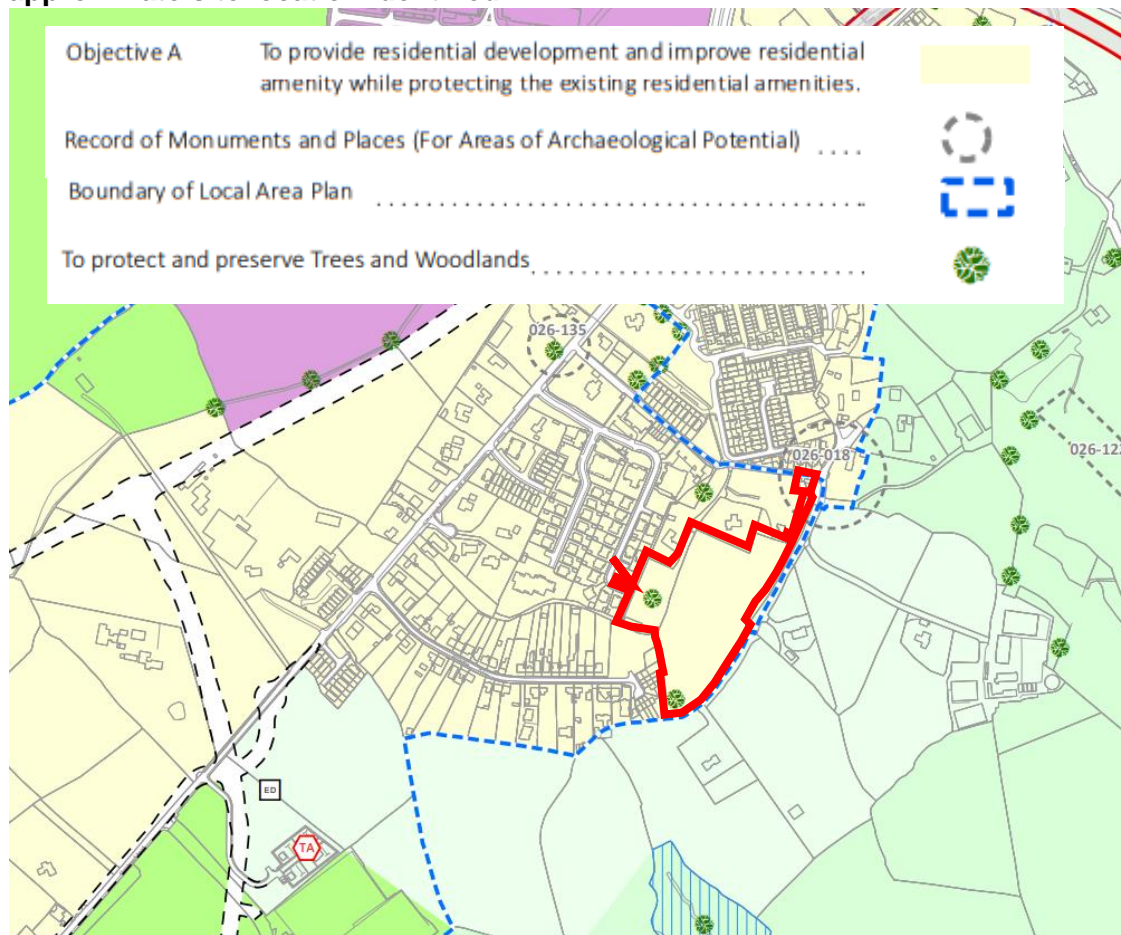 Objective A To provide residential development and improve residential
amenity while protecting the existing residential amenities.
Record of Monuments and Places (For Areas of Archaeological Potential) ....
Boundary of Local Area Plan
To protect and preserve Trees and Woodlands
026-135
026-018
026-12
ED
TA